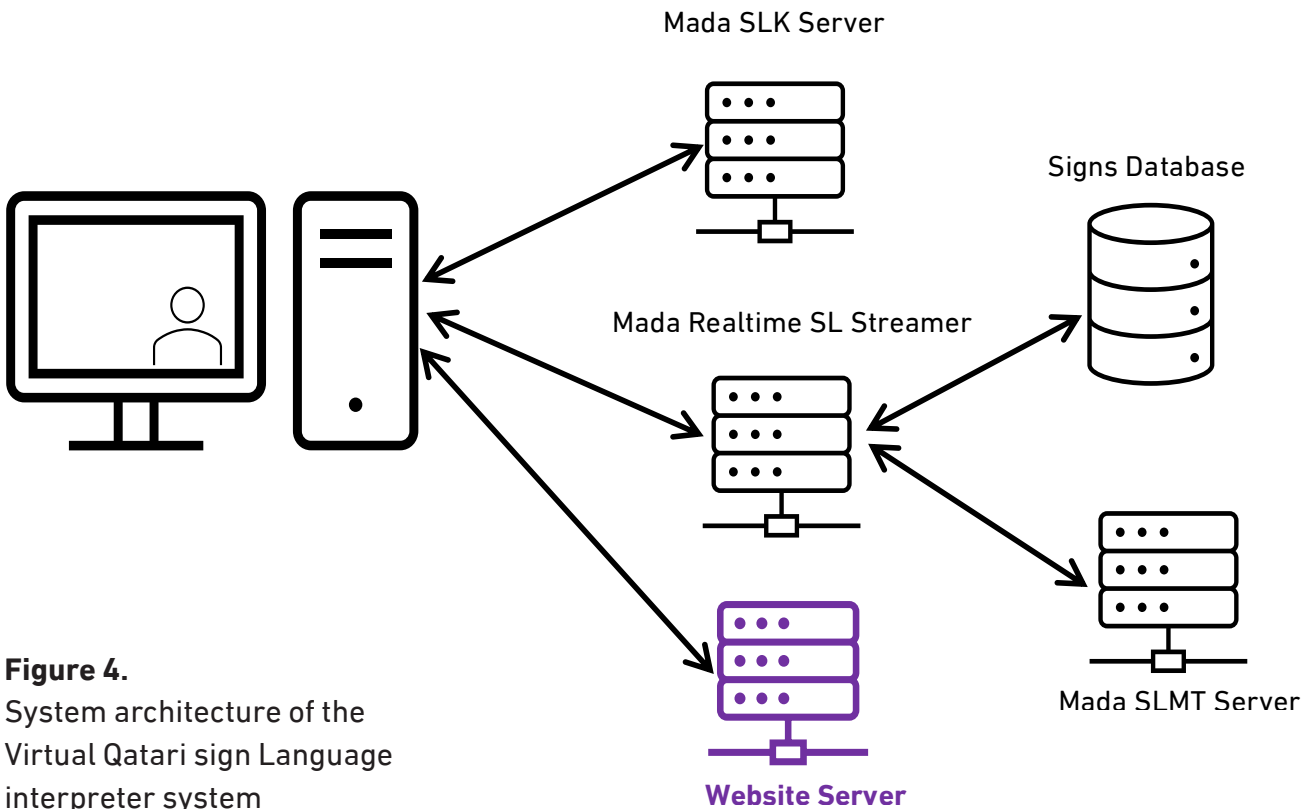 Mada SLK Server
Signs Database
Mada Realtime SL Streamer
Mada SLMT Server
Website Server
Figure 4.
System architecture of the
Virtual Qatari sign Language
interpreter system